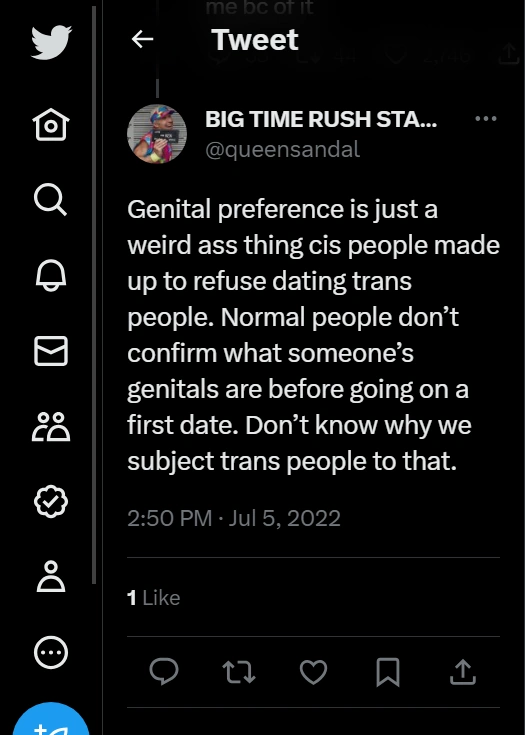 me bc of it
Tweet
BIG TIME RUSH STA...
@queensandal
Genital preference is just a
weird ass thing cis people made
up to refuse dating trans
people. Normal people don’t
confirm what someone’s
genitals are before going on a
first date. Don’t know why we
subject trans people to that.
2:50 PM · Jul 5, 2022
1 Like